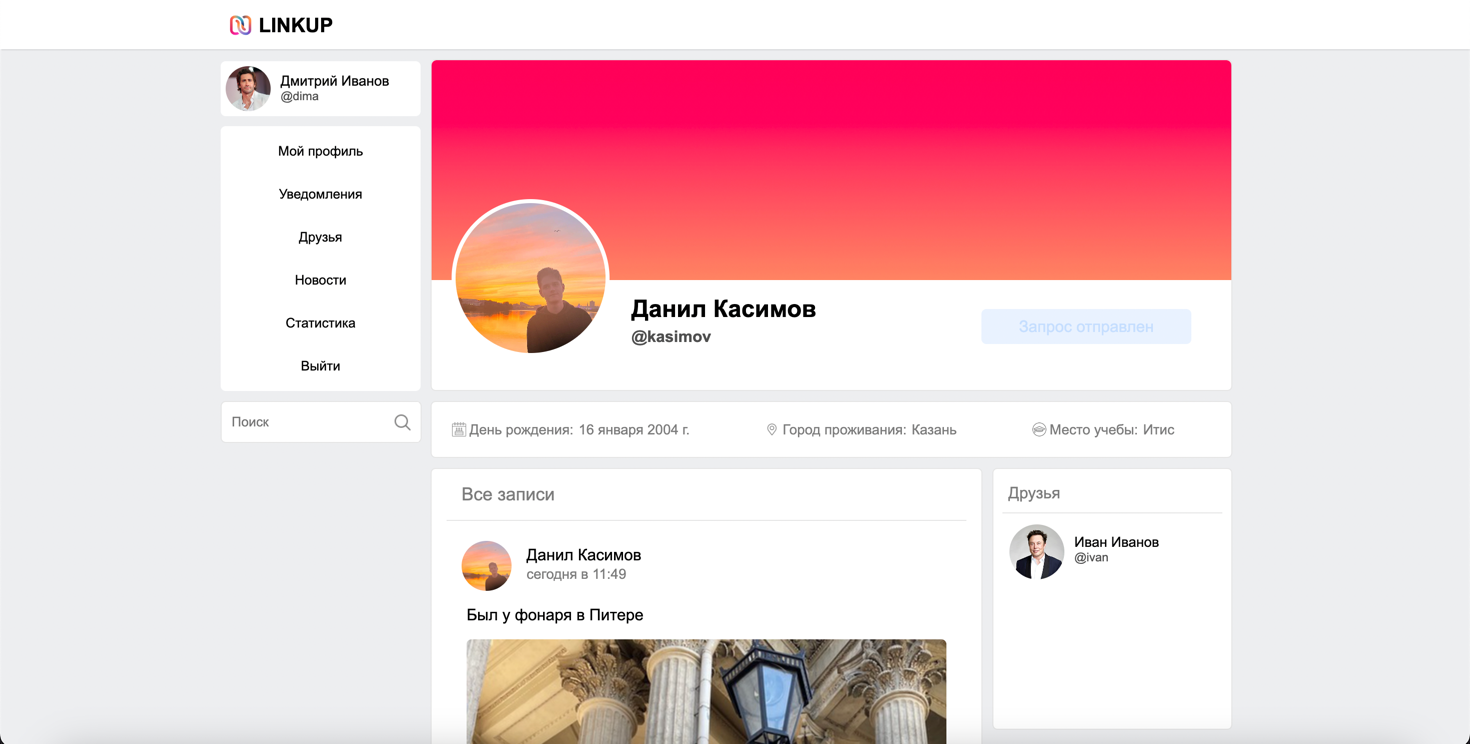 LINKUP
Дмитрий Иванов
@dima
Мой профиль
Уведомления
Друзья
Новости
Статистика
Выйти
Поиск
Данил Касимов
@kasimov
Запрос отправлен
День рождения: 16 января 2004 г.
Город проживания: Казань
Место учебы: Итис
Все записи
Данил Касимов
сегодня в 11:49
Был у фонаря в Питере
Друзья
Иван Иванов
@ivan